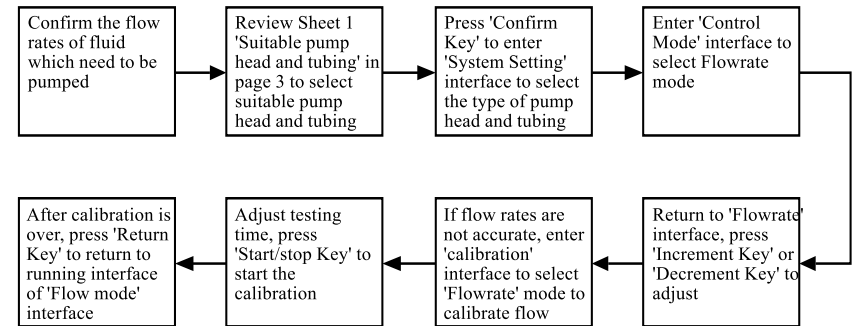 Confirm the flow
rates of fluid
which need to be
pumped
Review Sheet 1
'Suitable pump
head and tubing' in
page 3 to select
suitable pump
head and tubing
Press 'Confirm
Key' to enter
'System Setting'
interface to select
the type of pump
head and tubing
Enter 'Control
Mode' interface to
select Flowrate
mode
Return to 'Flowrate'
interface, press
'Increment Key' or
'Decrement Key' to
adjust
If flow rates are
not accurate, enter
'calibration'
interface to select
'Flowrate' mode to
calibrate flow
Adjust testing
time, press
'Start/stop Key' to
start the
calibration
After calibration is
over, press 'Return
Key' to return to
running interface
of 'Flow mode'
interface